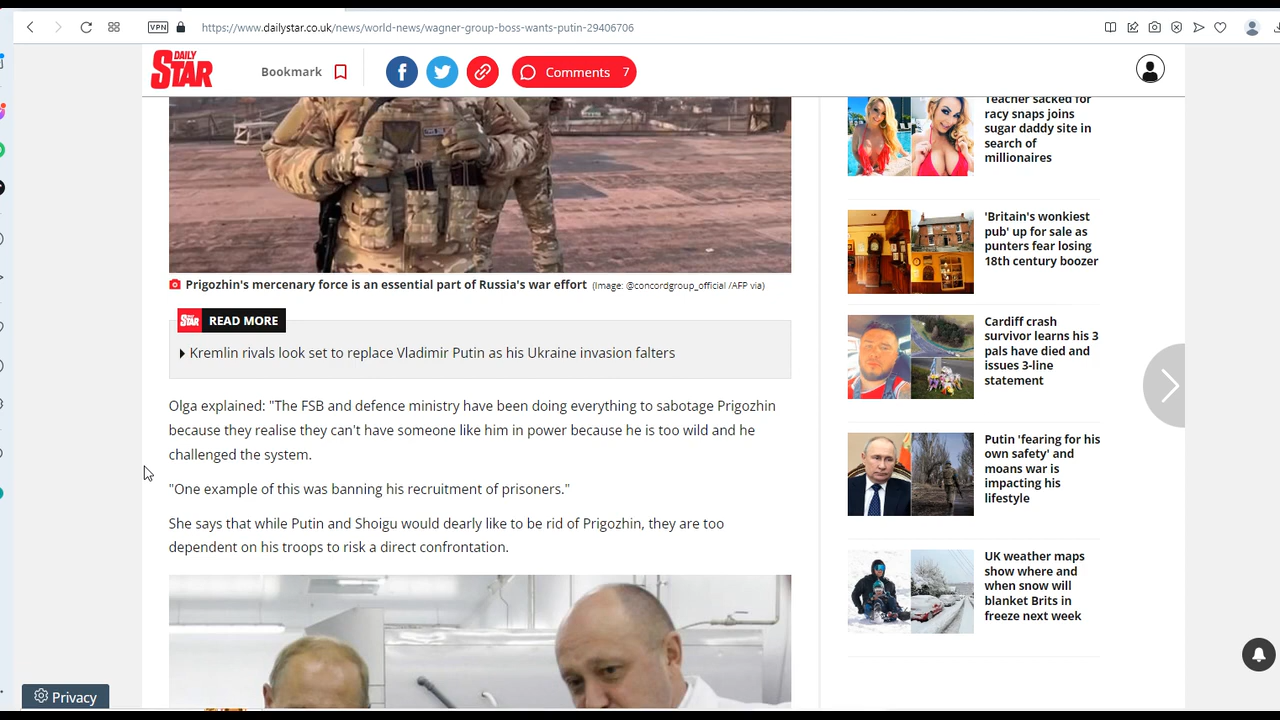 VPN
https://www.dailystar.co.uk/news/world-news/wagner-group-boss-wants-putin-29406706
DAILY
STAR
Bookmark
Comments 7
Prigozhin's mercenary force is an essential part of Russia's war effort (Image: @concordgroup_official /AFP via)
STAR READ MORE
Kremlin rivals look set to replace Vladimir Putin as his Ukraine invasion falters
Olga explained: "The FSB and defence ministry have been doing everything to sabotage Prigozhin
because they realise they can't have someone like him in power because he is too wild and he
challenged the system.
"One example of this was banning his recruitment of prisoners."
She says that while Putin and Shoigu would dearly like to be rid of Prigozhin, they are too
dependent on his troops to risk a direct confrontation.
Privacy
Teacher sacked for
racy snaps joins
sugar daddy site in
search of
millionaires
'Britain's wonkiest
pub' up for sale as
punters fear losing
18th century boozer
Cardiff crash
survivor learns his 3
pals have died and
issues 3-line
statement
Putin 'fearing for his
own safety' and
moans war is
impacting his
lifestyle
UK weather maps
show where and
when snow will
blanket Brits in
freeze next week